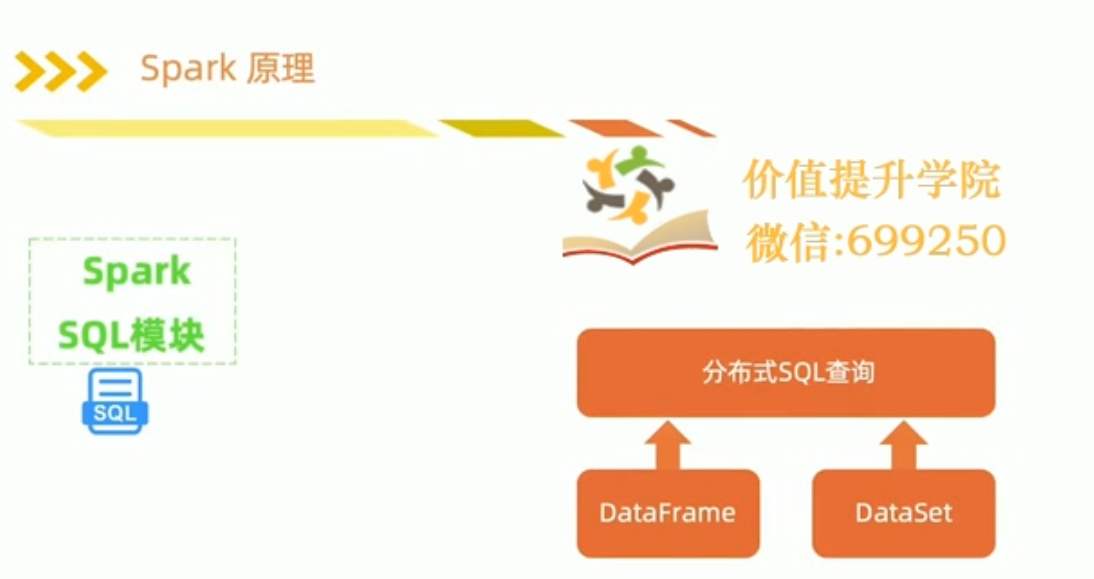 Spark 原理
价值提升学院
微信:699250
Spark
SQL模块
SQL
分布式SQL查询
DataFrame
DataSet